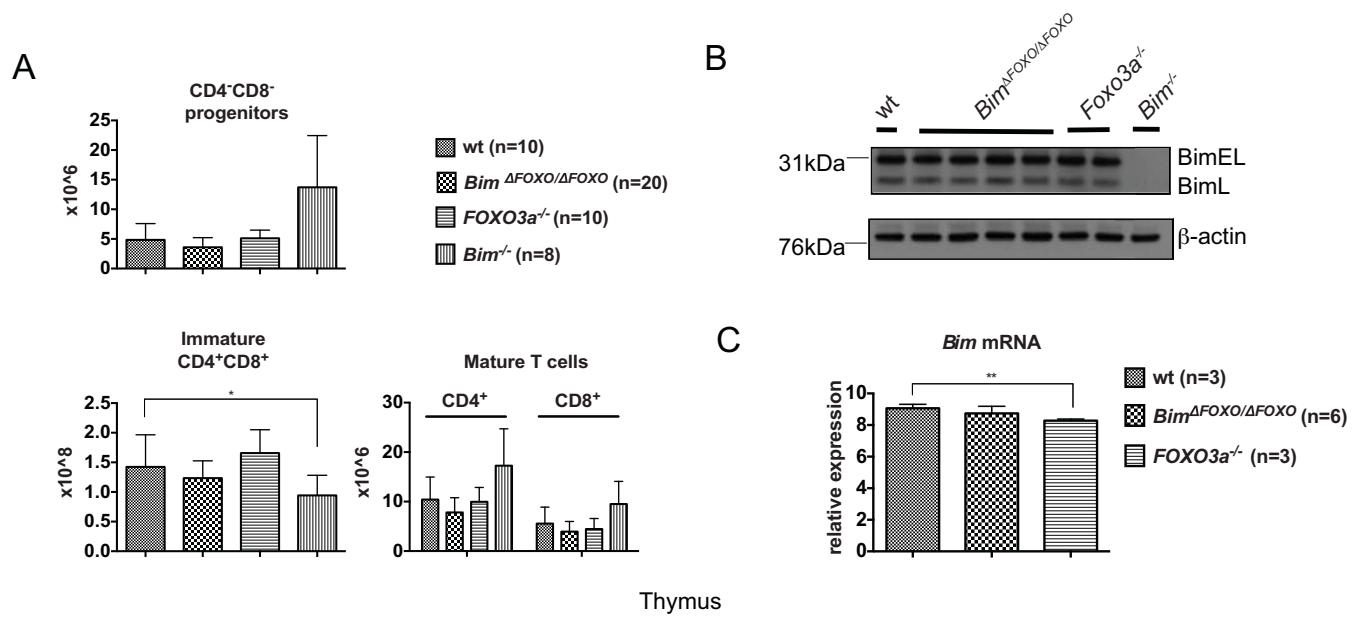 A
CD4⁻CD8⁻
progenitors
25
20
15
10
5
0
x10^6
wt (n=10)
Bim ΔFOXO/ΔFOXO (n=20)
FOXO3a⁻/⁻ (n=10)
Bim⁻/⁻ (n=8)
B
wt
BimΔFOXO/ΔFOXO
Foxo3a⁻/⁻
Bim⁻/⁻
31kDa
BimEL
BimL
76kDa
β-actin
Immature
CD4⁺CD8⁺
2.5
2.0
1.5
1.0
0.5
0.0
x10^8
*
Mature T cells
CD4⁺
CD8⁺
30
20
10
0
x10^6
C
Bim mRNA
10
8
6
4
2
0
relative expression
**
wt (n=3)
BimΔFOXO/ΔFOXO (n=6)
FOXO3a⁻/⁻ (n=3)
Thymus